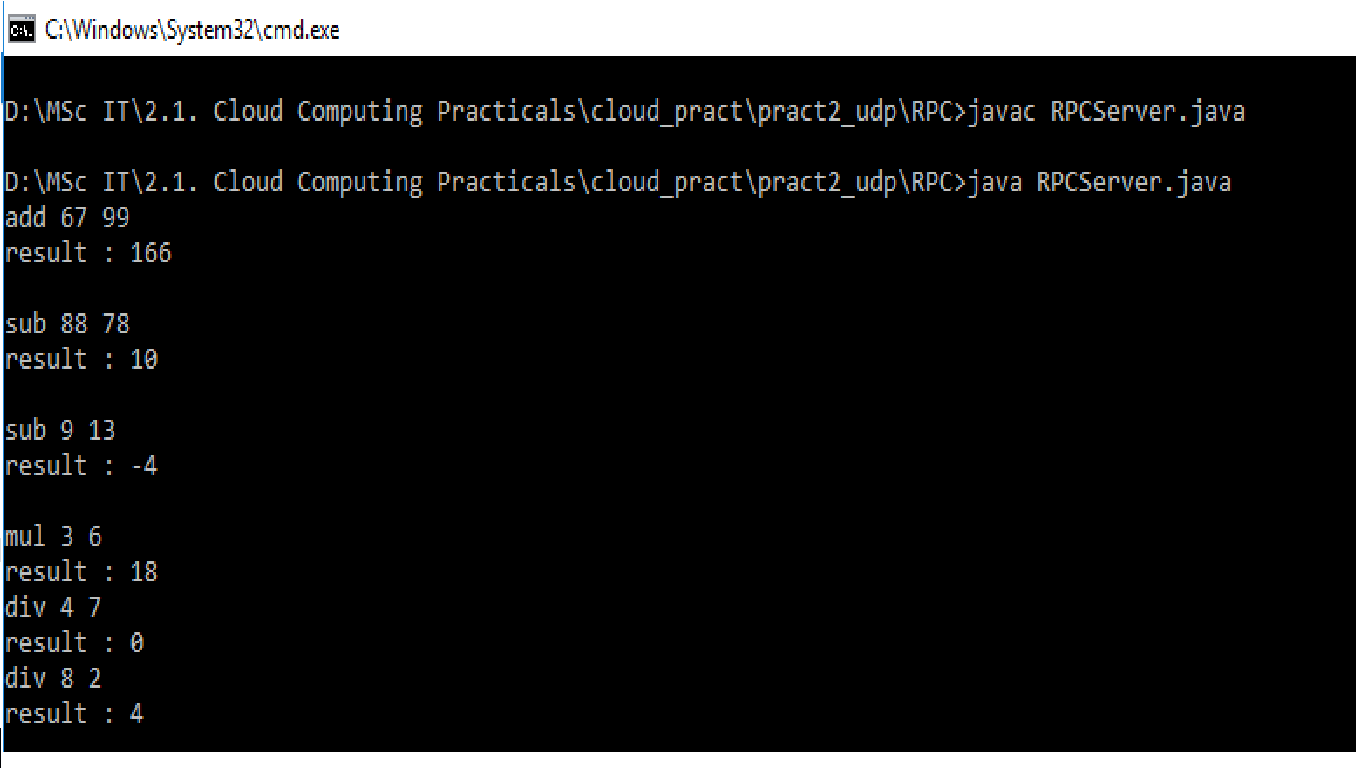 C:\Windows\System32\cmd.exe
D:\MSc IT\2.1. Cloud Computing Practicals\cloud_pract\pract2_udp\RPC>javac RPCServer.java
D:\MSc IT\2.1. Cloud Computing Practicals\cloud_pract\pract2_udp\RPC>java RPCServer.java
add 67 99
result : 166
sub 88 78
result : 10
sub 9 13
result : -4
mul 3 6
result : 18
div 4 7
result : 0
div 8 2
result : 4